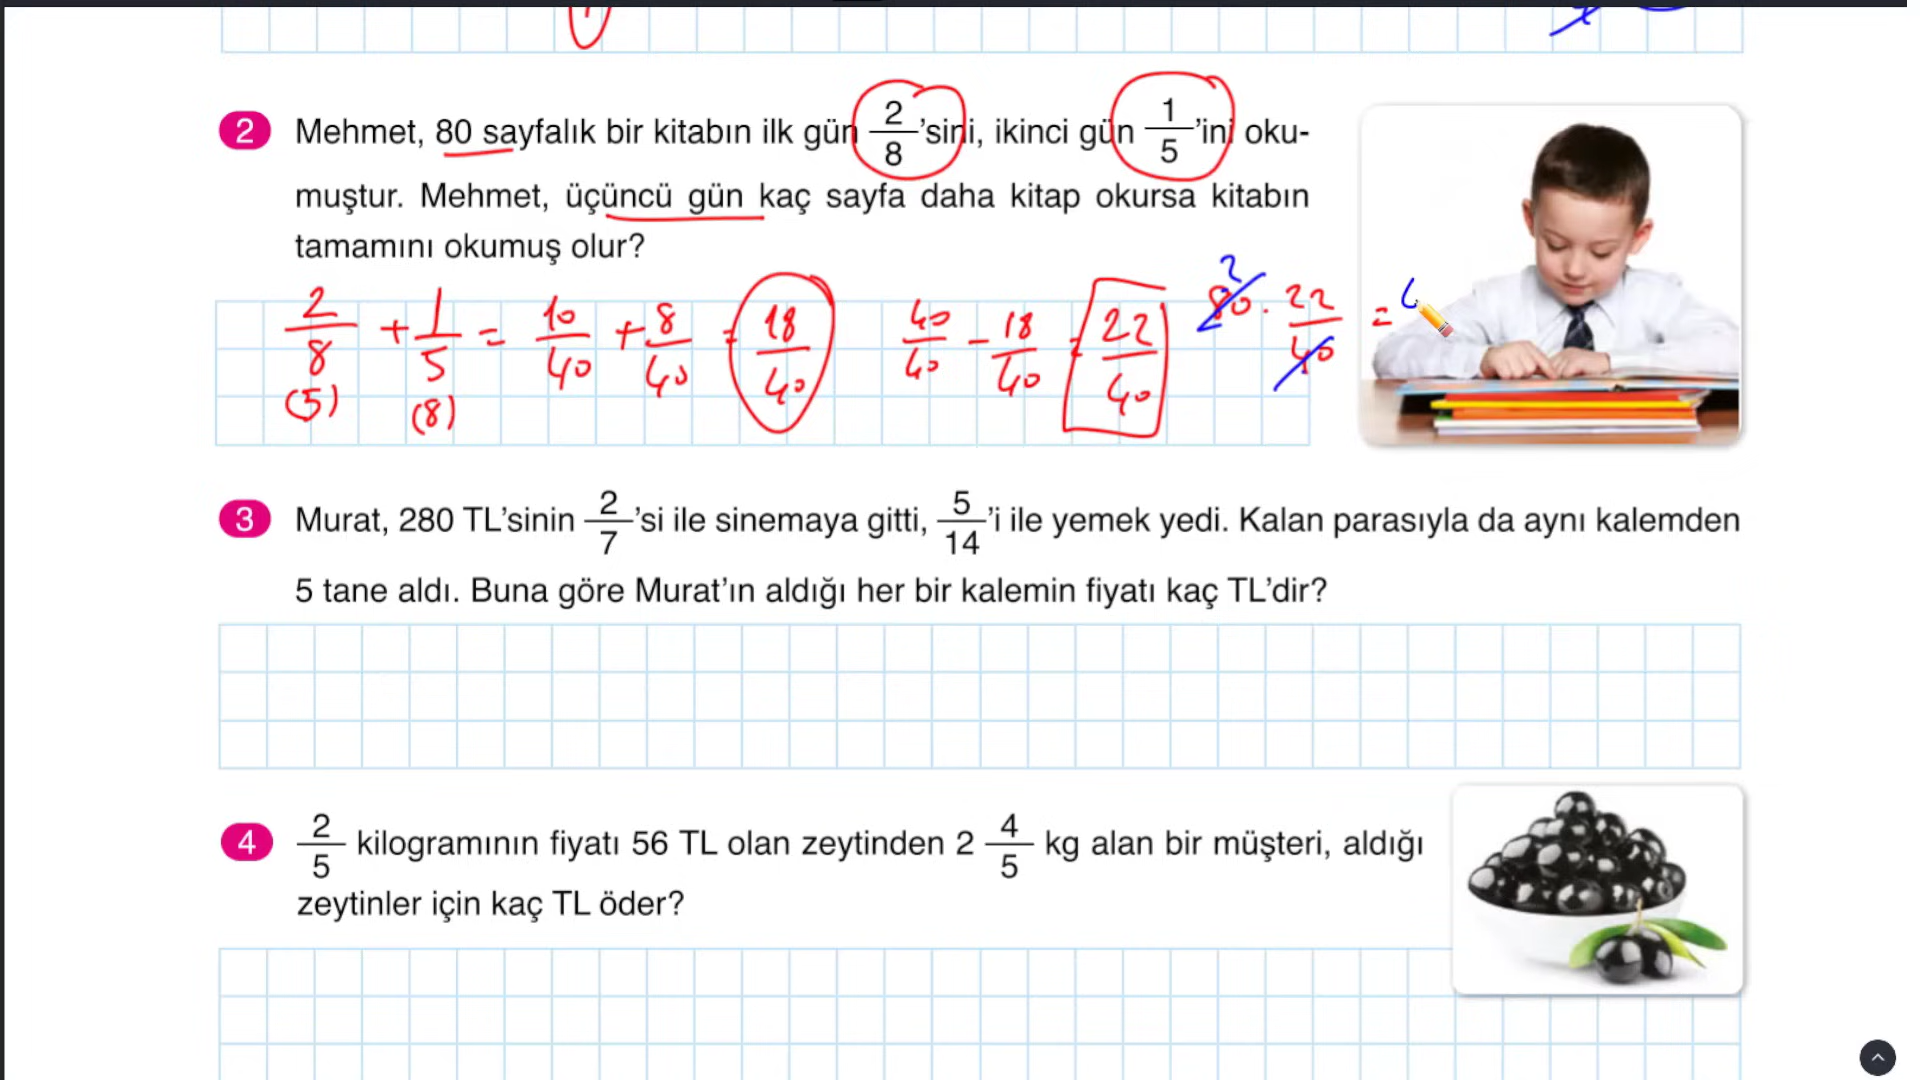 2 Mehmet, 80 sayfalık bir kitabın ilk gün 2/8'sini, ikinci gün 1/5'ini oku-
muştur. Mehmet, üçüncü gün kaç sayfa daha kitap okursa kitabın
tamamını okumuş olur?
2/8 + 1/5 = 10/40 + 8/40 = 18/40
(5) (8)
40/40 - 18/40 = 22/40
2
80 . 22/40 =
3 Murat, 280 TL'sinin 2/7'si ile sinemaya gitti, 5/14'i ile yemek yedi. Kalan parasıyla da aynı kalemden
5 tane aldı. Buna göre Murat'ın aldığı her bir kalemin fiyatı kaç TL'dir?
4 2/5 kilogramının fiyatı 56 TL olan zeytinden 2 4/5 kg alan bir müşteri, aldığı
zeytinler için kaç TL öder?